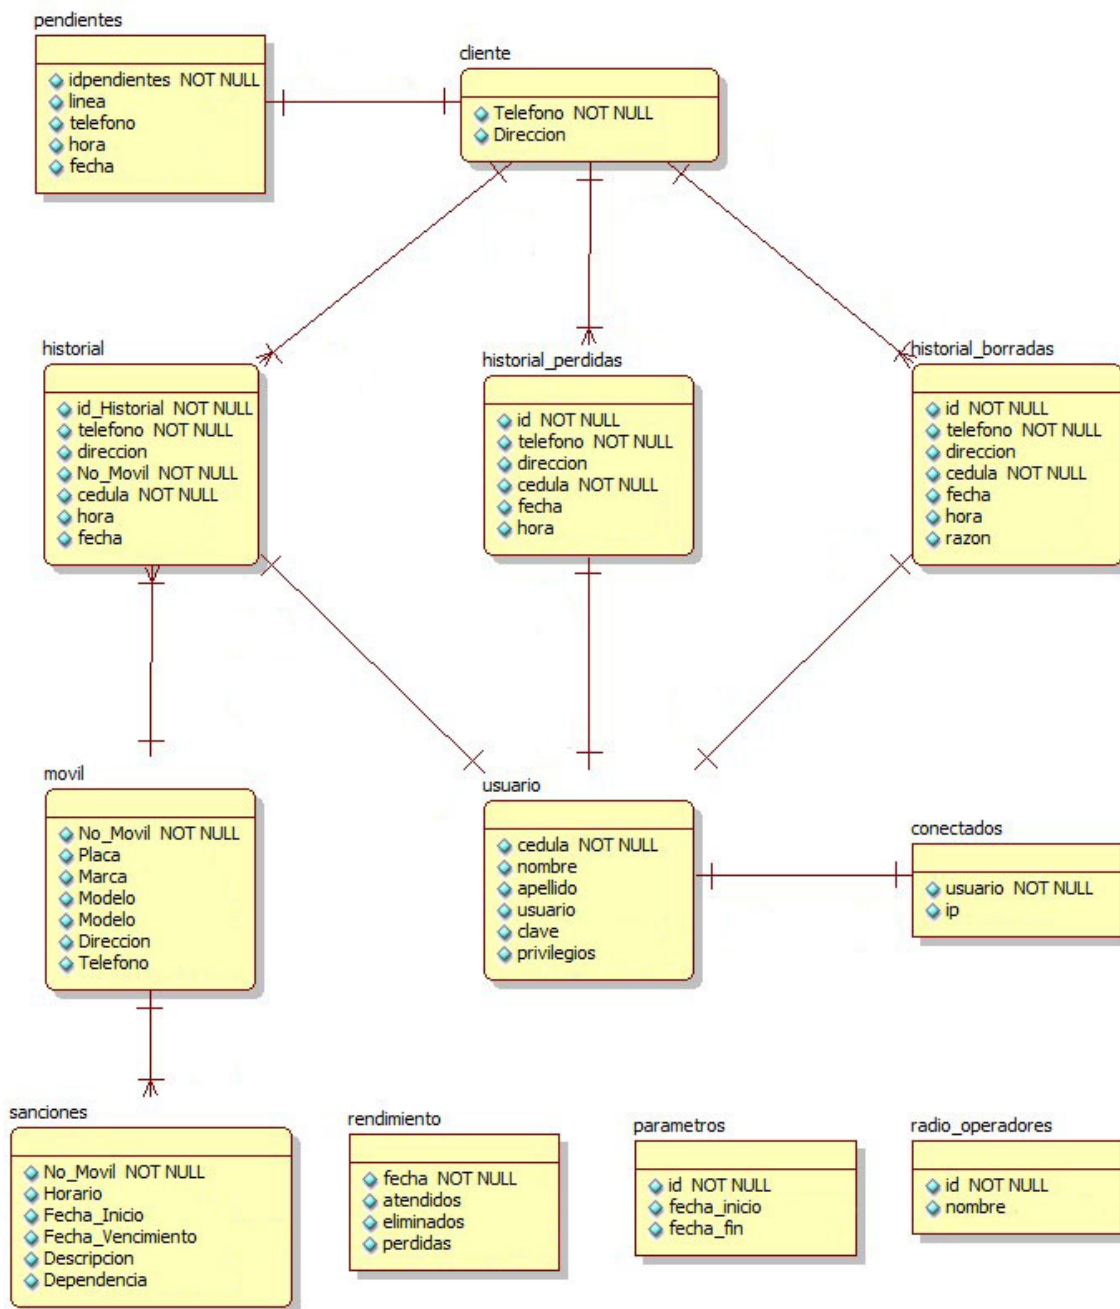 pendientes
idpendientes NOT NULL
linea
telefono
hora
fecha
cliente
Telefono NOT NULL
Direccion
historial
id_Historial NOT NULL
telefono NOT NULL
direccion
No_Movil NOT NULL
cedula NOT NULL
hora
fecha
historial_perdidas
id NOT NULL
telefono NOT NULL
direccion
cedula NOT NULL
fecha
hora
historial_borradas
id NOT NULL
telefono NOT NULL
direccion
cedula NOT NULL
fecha
hora
razon
movil
No_Movil NOT NULL
Placa
Marca
Modelo
Modelo
Direccion
Telefono
usuario
cedula NOT NULL
nombre
apellido
usuario
clave
privilegios
conectados
usuario NOT NULL
ip
sanciones
No_Movil NOT NULL
Horario
Fecha_Inicio
Fecha_Vencimiento
Descripcion
Dependencia
rendimiento
fecha NOT NULL
atendidos
eliminados
perdidas
parametros
id NOT NULL
fecha_inicio
fecha_fin
radio_operadores
id NOT NULL
nombre